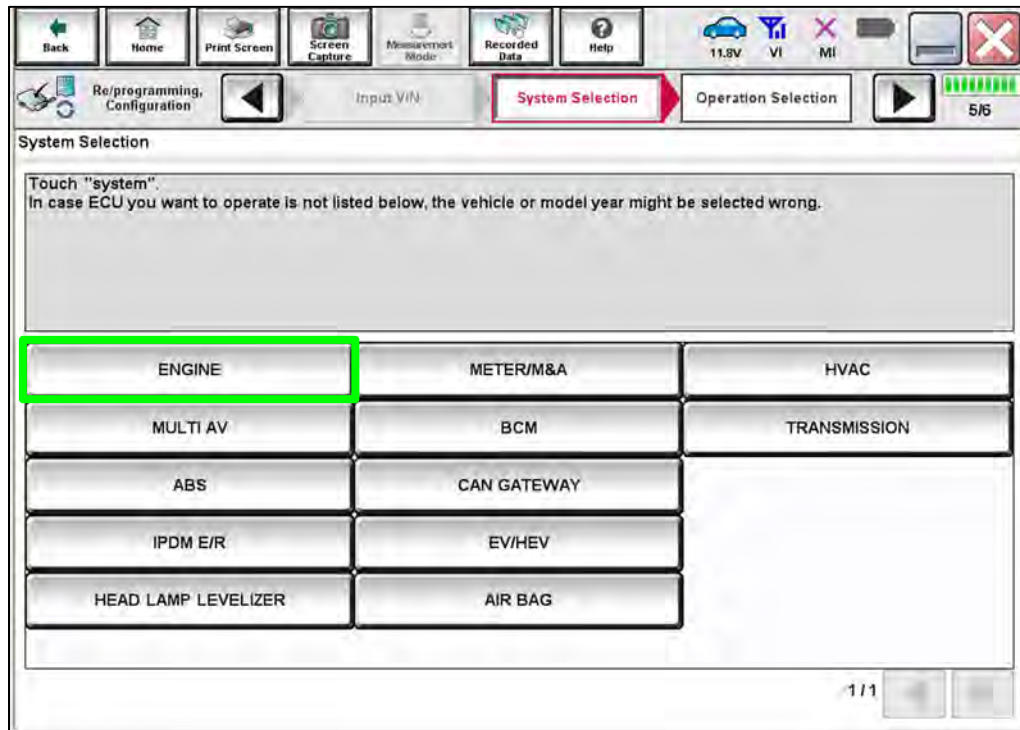 Back
Home
Print Screen
Screen Capture
Measurement Mode
Recorded Data
Help
11.8V
VI
MI
Re/programming, Configuration
Input VIN
System Selection
Operation Selection
5/6
System Selection
Touch "system".
In case ECU you want to operate is not listed below, the vehicle or model year might be selected wrong.
ENGINE
METER/M&A
HVAC
MULTI AV
BCM
TRANSMISSION
ABS
CAN GATEWAY
IPDM E/R
EV/HEV
HEAD LAMP LEVELIZER
AIR BAG
1/1